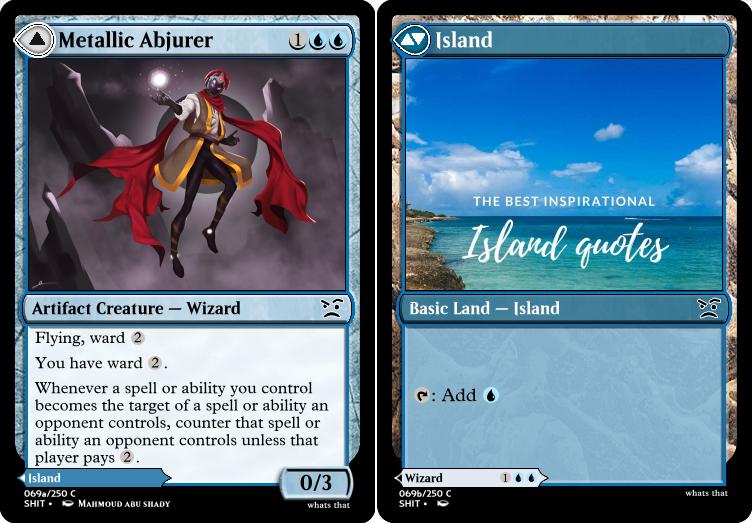 Metallic Abjurer 1
Artifact Creature — Wizard
Flying, ward 2
You have ward 2.
Whenever a spell or ability you control
becomes the target of a spell or ability an
opponent controls, counter that spell or
ability an opponent controls unless that
player pays 2.
Island
0/3
069a/250 C
SHIT • MAHMOUD ABU SHADY
whats that
Island
THE BEST INSPIRATIONAL
Island quotes
Basic Land — Island
: Add
Wizard 1
069b/250 C
SHIT •
whats that